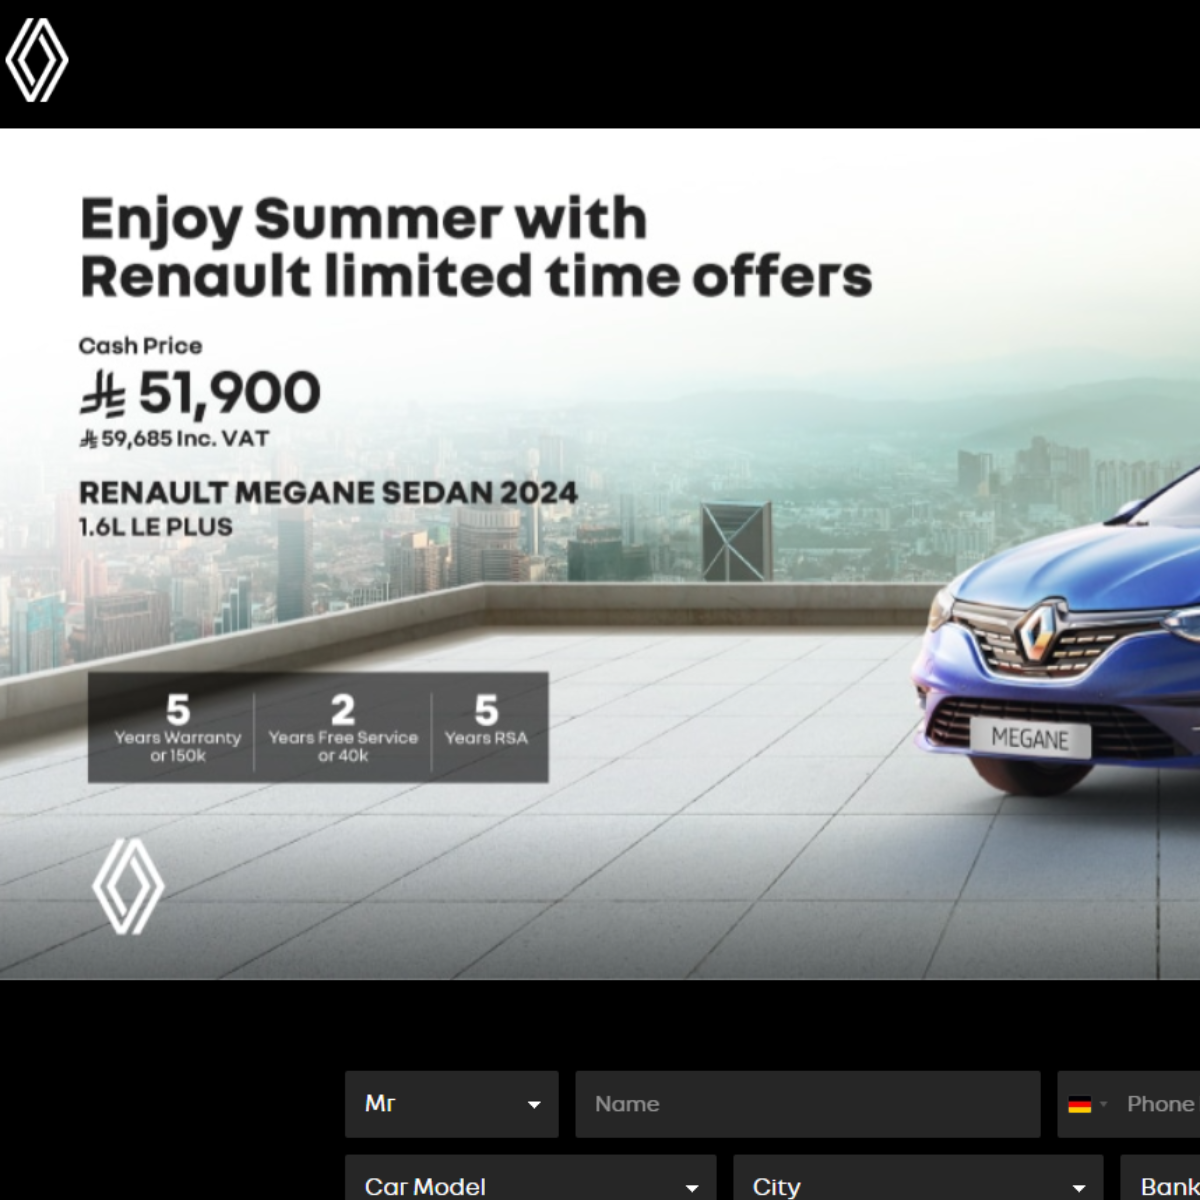 Enjoy Summer with
Renault limited time offers
Cash Price
⃁ 51,900
⃁ 59,685 Inc. VAT
RENAULT MEGANE SEDAN 2024
1.6L LE PLUS
5
Years Warranty
or 150k
2
Years Free Service
or 40k
5
Years RSA
MEGANE
Mr
Name
Phone
Car Model
City
Bank